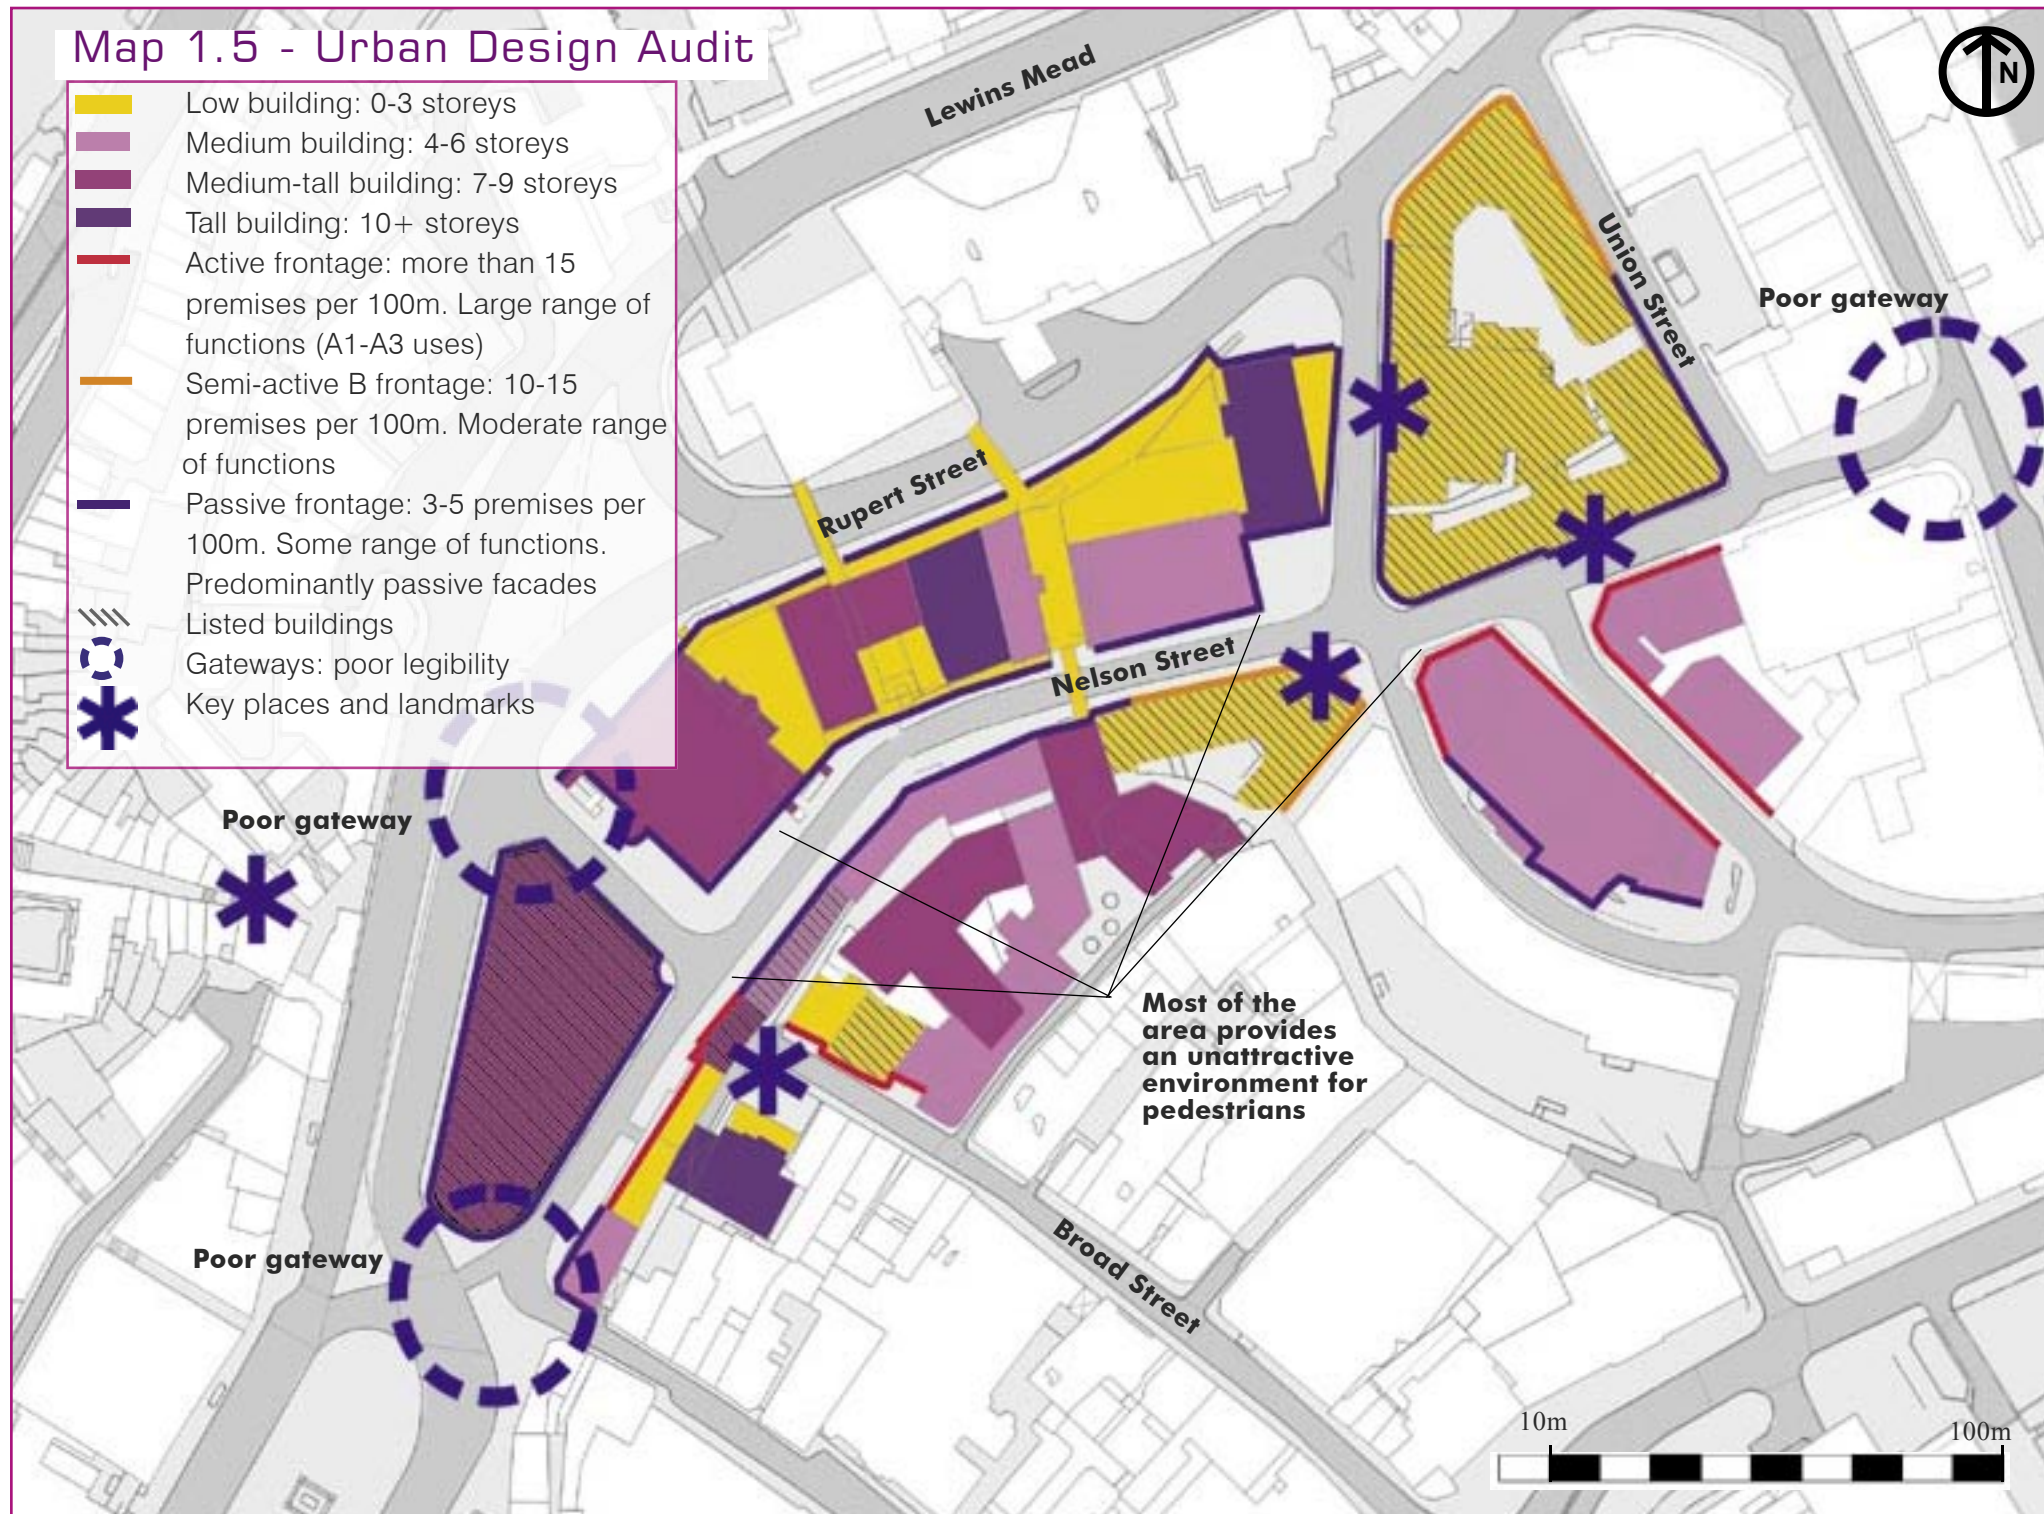 Map 1.5 - Urban Design Audit
Low building: 0-3 storeys
Medium building: 4-6 storeys
Medium-tall building: 7-9 storeys
Tall building: 10+ storeys
Active frontage: more than 15
premises per 100m. Large range of
functions (A1-A3 uses)
Semi-active B frontage: 10-15
premises per 100m. Moderate range
of functions
Passive frontage: 3-5 premises per
100m. Some range of functions.
Predominantly passive facades
Listed buildings
Gateways: poor legibility
Key places and landmarks
N
Lewins Mead
Union Street
Poor gateway
Rupert Street
Nelson Street
Poor gateway
Most of the
area provides
an unattractive
environment for
pedestrians
Poor gateway
Broad Street
10m
100m